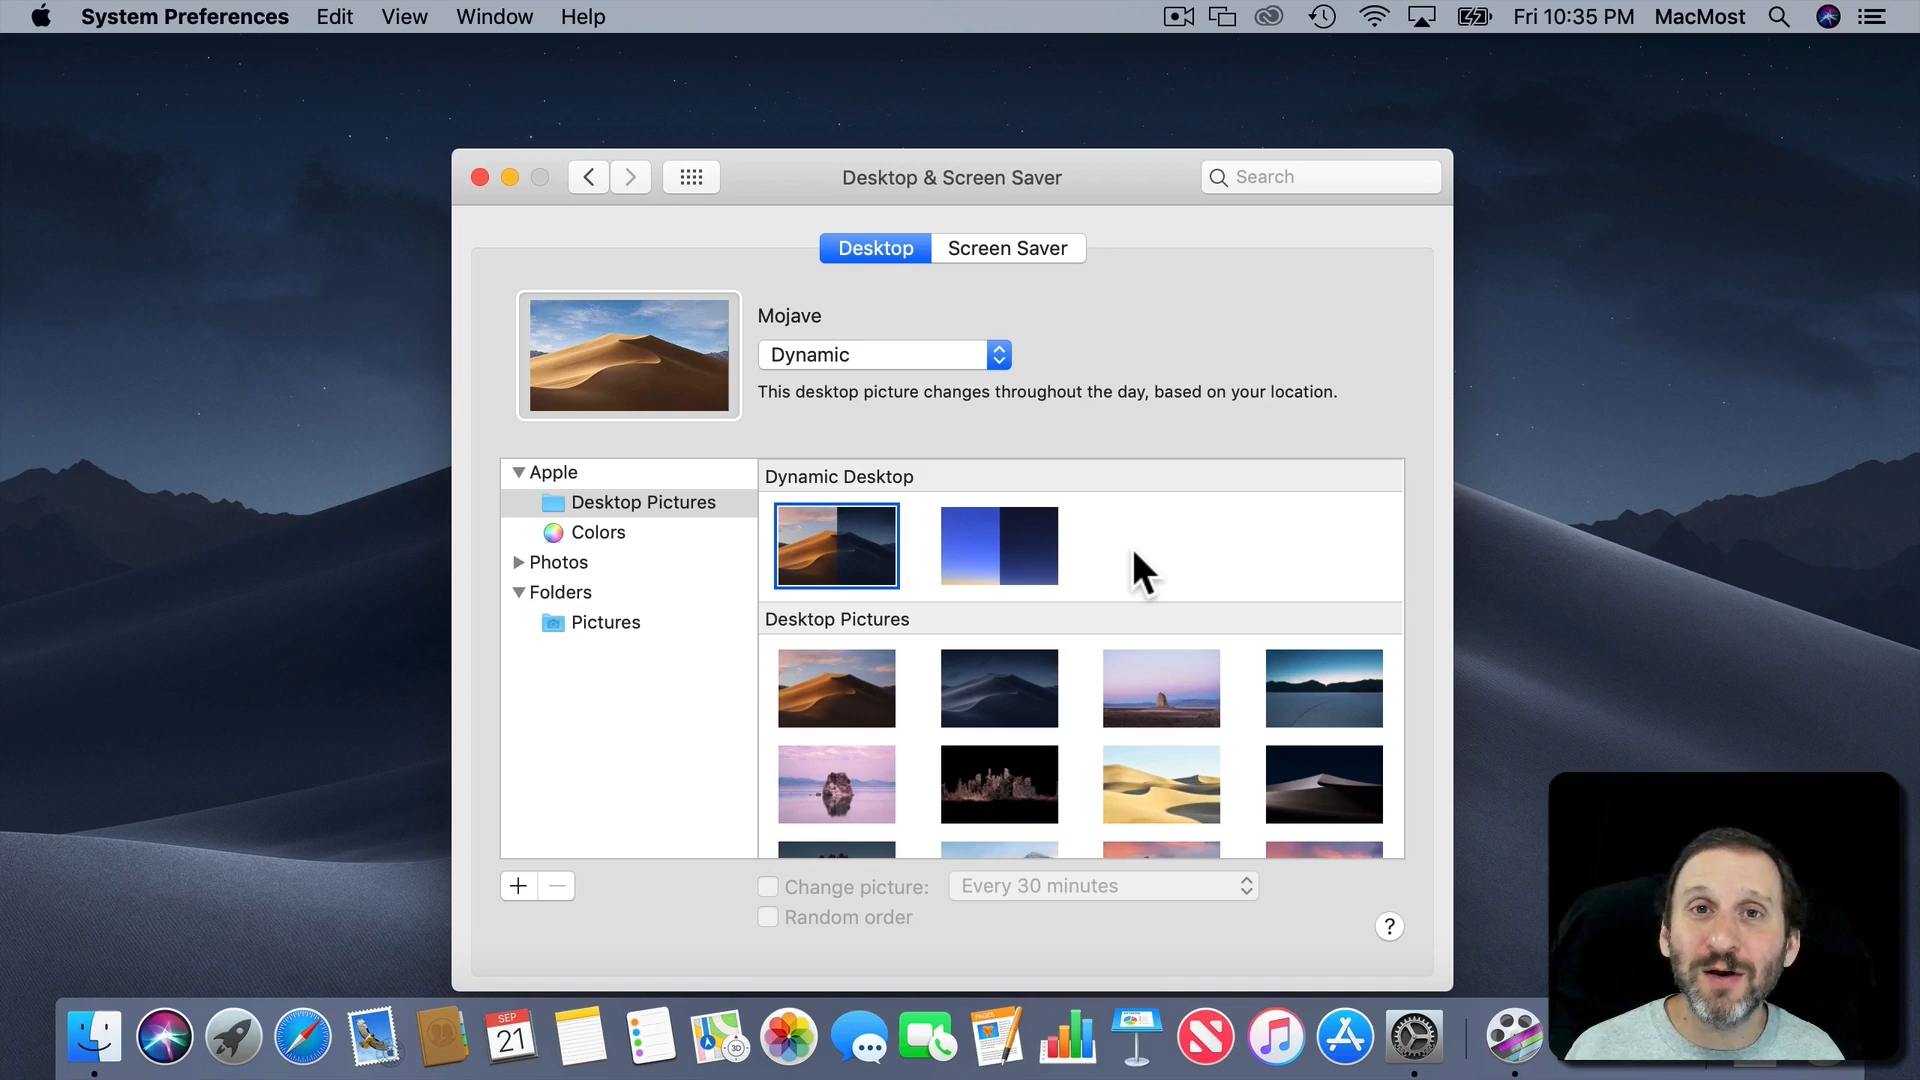 System Preferences Edit View Window Help Fri 10:35 PM MacMost
Desktop & Screen Saver Search
Desktop Screen Saver
Mojave
Dynamic
This desktop picture changes throughout the day, based on your location.
Apple
Desktop Pictures
Colors
Photos
Folders
Pictures
Dynamic Desktop
Desktop Pictures
+ −
Change picture: Every 30 minutes
Random order
?
SEP
21
PAGES
3D